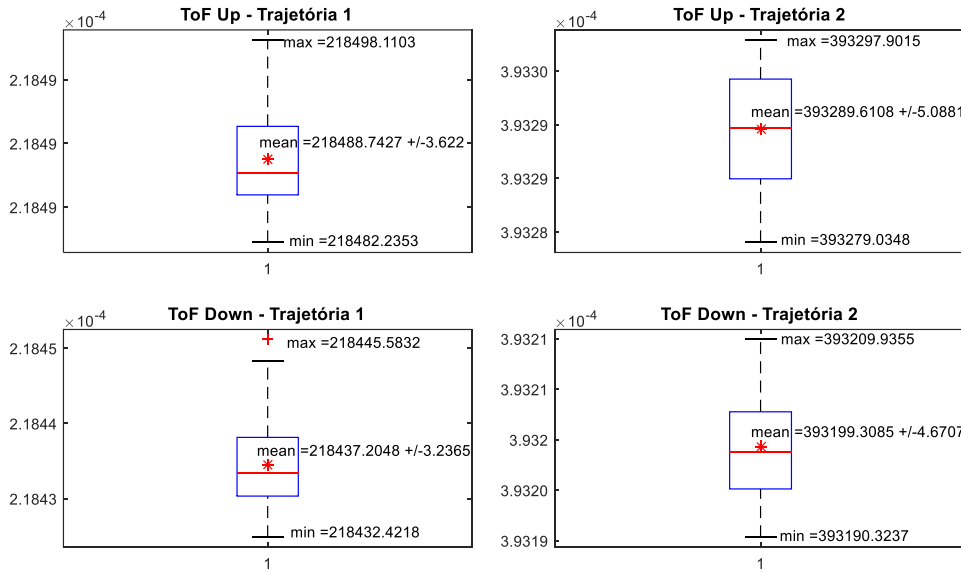 ToF Up - Trajetória 1
×10⁻⁴
max =218498.1103
2.1849
mean =218488.7427 +/-3.622
2.1849
2.1849
min =218482.2353
1
ToF Up - Trajetória 2
×10⁻⁴
max =393297.9015
3.9330
mean =393289.6108 +/-5.0881
3.9329
3.9329
3.9328
min =393279.0348
1
ToF Down - Trajetória 1
×10⁻⁴
max =218445.5832
2.1845
2.1844
mean =218437.2048 +/-3.2365
2.1843
min =218432.4218
1
ToF Down - Trajetória 2
×10⁻⁴
3.9321
max =393209.9355
3.9321
mean =393199.3085 +/-4.6707
3.932
3.9320
3.9319
min =393190.3237
1